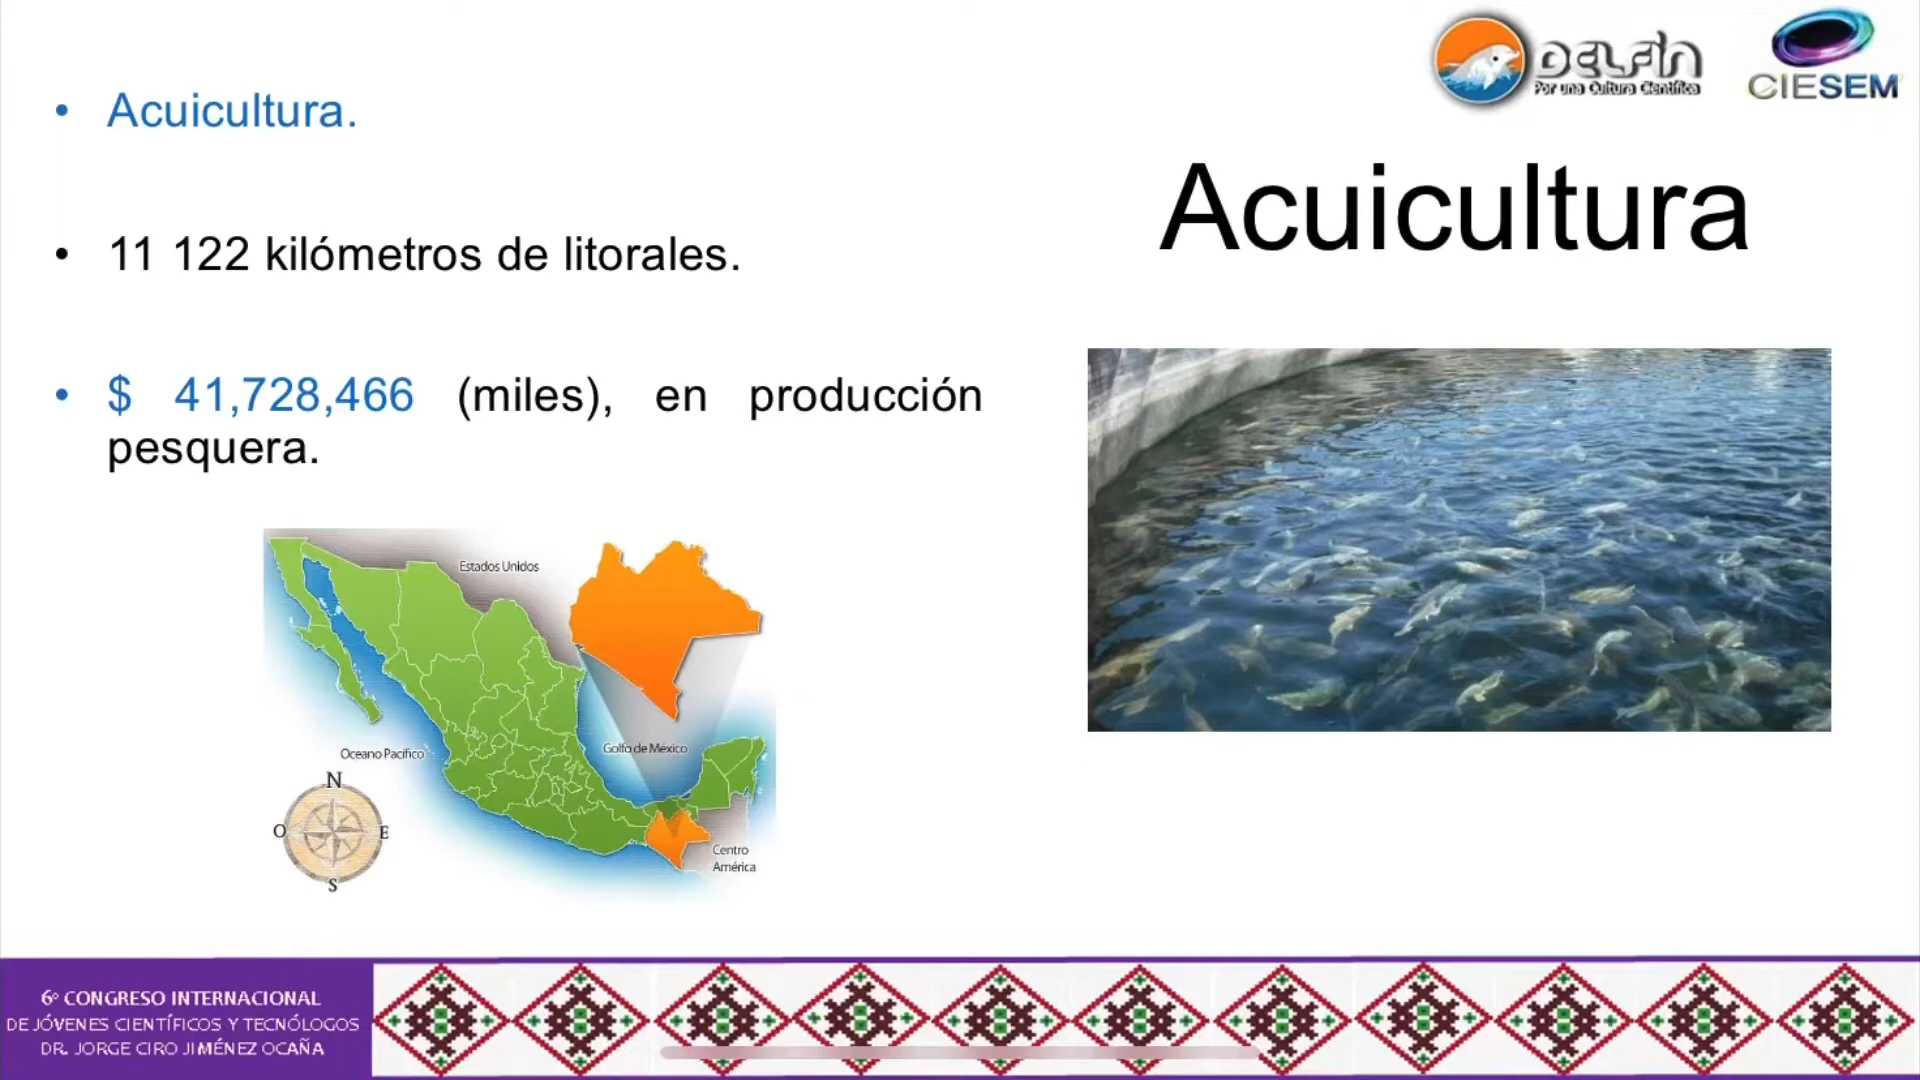 DELFIN
Por una Cultura Científica
CIESEM
Acuicultura
• Acuicultura.
• 11 122 kilómetros de litorales.
• $ 41,728,466 (miles), en producción
pesquera.
Estados Unidos
Golfo de México
Oceano Pacífico
N
O
E
S
Centro
América
6º CONGRESO INTERNACIONAL
DE JÓVENES CIENTÍFICOS Y TECNÓLOGOS
DR. JORGE CIRO JIMÉNEZ OCAÑA